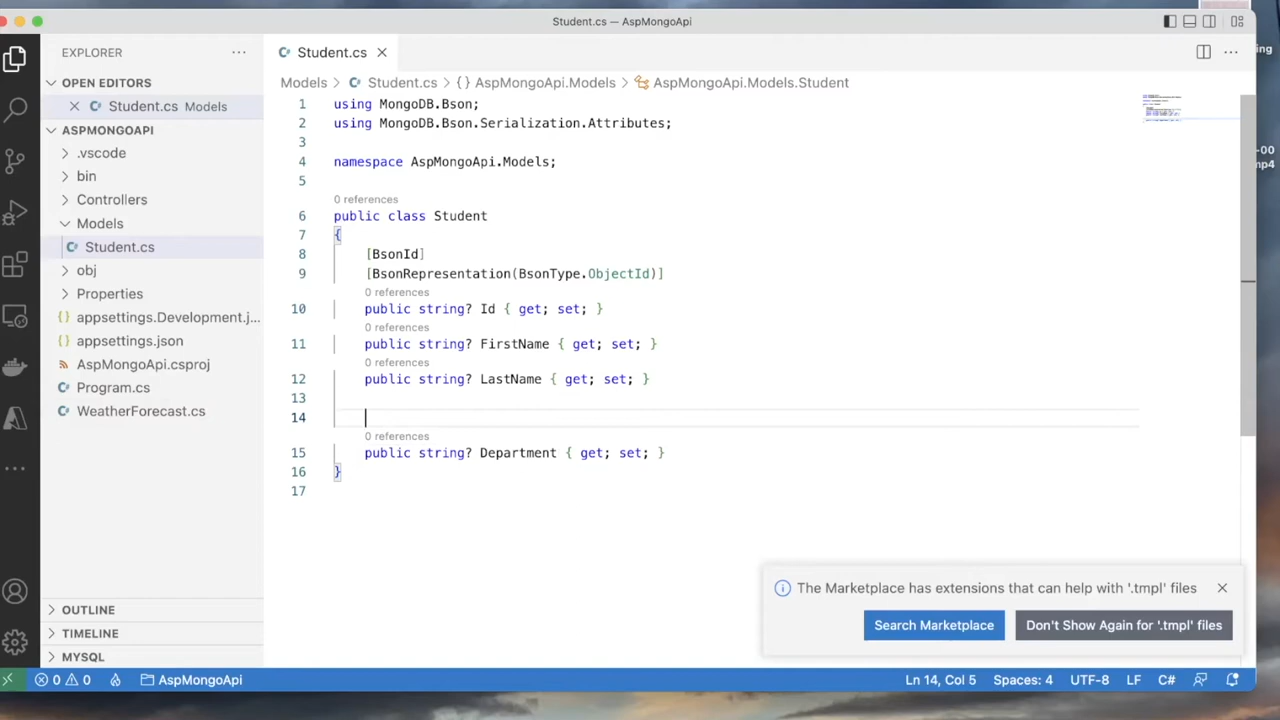 Student.cs — AspMongoApi
EXPLORER
OPEN EDITORS
Student.cs Models
ASPMONGOAPI
.vscode
bin
Controllers
Models
Student.cs
obj
Properties
appsettings.Development.j...
appsettings.json
AspMongoApi.csproj
Program.cs
WeatherForecast.cs
OUTLINE
TIMELINE
MYSQL
Student.cs
Models > Student.cs > {} AspMongoApi.Models > AspMongoApi.Models.Student
1 using MongoDB.Bson;
2 using MongoDB.Bson.Serialization.Attributes;
3
4 namespace AspMongoApi.Models;
5
0 references
6 public class Student
7 {
8 [BsonId]
9 [BsonRepresentation(BsonType.ObjectId)]
0 references
10 public string? Id { get; set; }
0 references
11 public string? FirstName { get; set; }
0 references
12 public string? LastName { get; set; }
13
14
0 references
15 public string? Department { get; set; }
16 }
17
The Marketplace has extensions that can help with '.tmpl' files
Search Marketplace
Don't Show Again for '.tmpl' files
0 0 AspMongoApi Ln 14, Col 5 Spaces: 4 UTF-8 LF C#
ing
-00
mp4